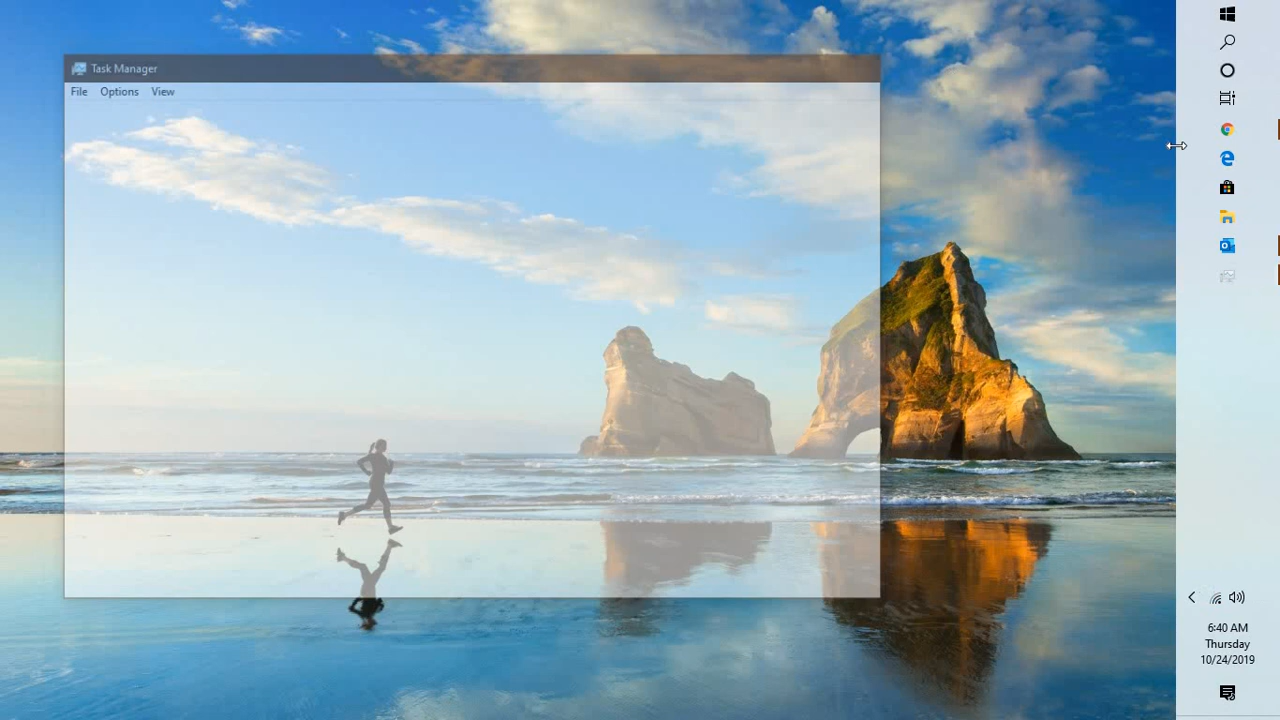 Task Manager
File Options View
6:40 AM
Thursday
10/24/2019